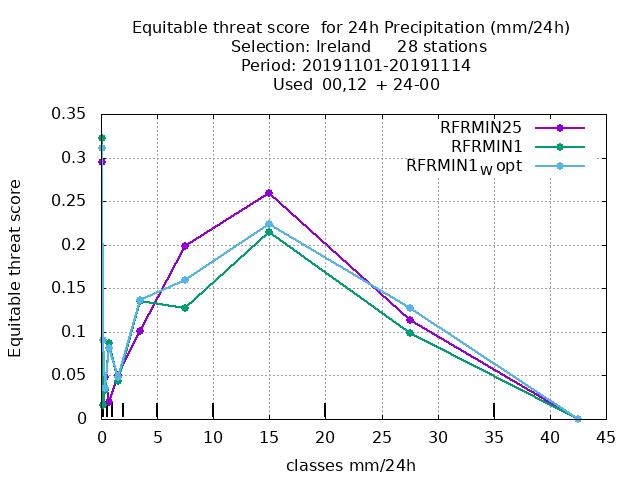 Equitable threat score for 24h Precipitation (mm/24h)
Selection: Ireland 28 stations
Period: 20191101-20191114
Used 00,12 + 24-00
RFRMIN25
RFRMIN1
RFRMIN1W opt
Equitable threat score
0.35
0.3
0.25
0.2
0.15
0.1
0.05
0
0 5 10 15 20 25 30 35 40 45
classes mm/24h